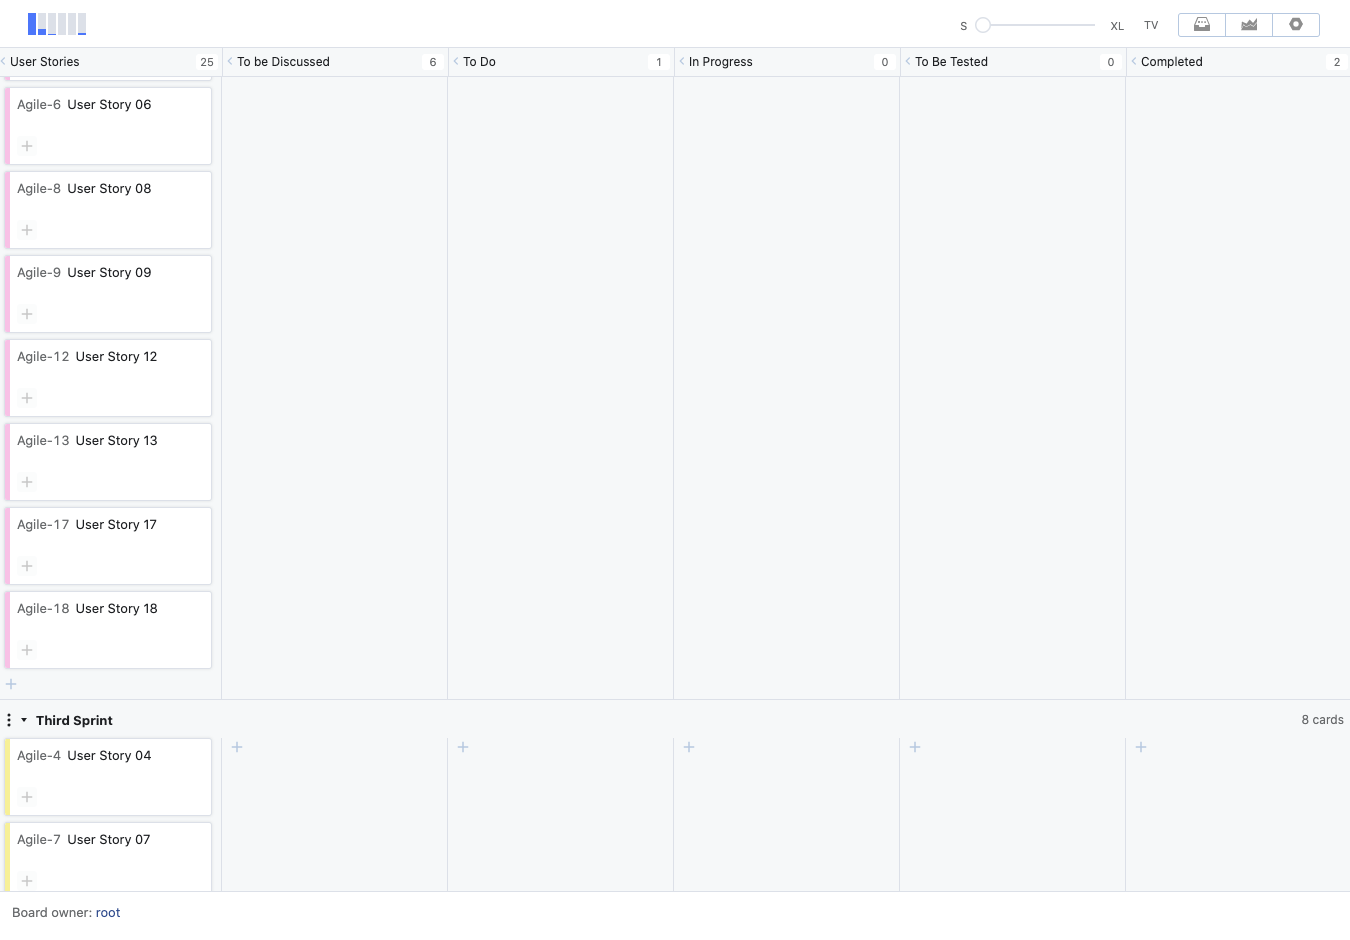 S XL TV
User Stories 25 To be Discussed 6 To Do 1 In Progress 0 To Be Tested 0 Completed 2
Agile-6 User Story 06
Agile-8 User Story 08
Agile-9 User Story 09
Agile-12 User Story 12
Agile-13 User Story 13
Agile-17 User Story 17
Agile-18 User Story 18
Third Sprint 8 cards
Agile-4 User Story 04
Agile-7 User Story 07
Board owner: root